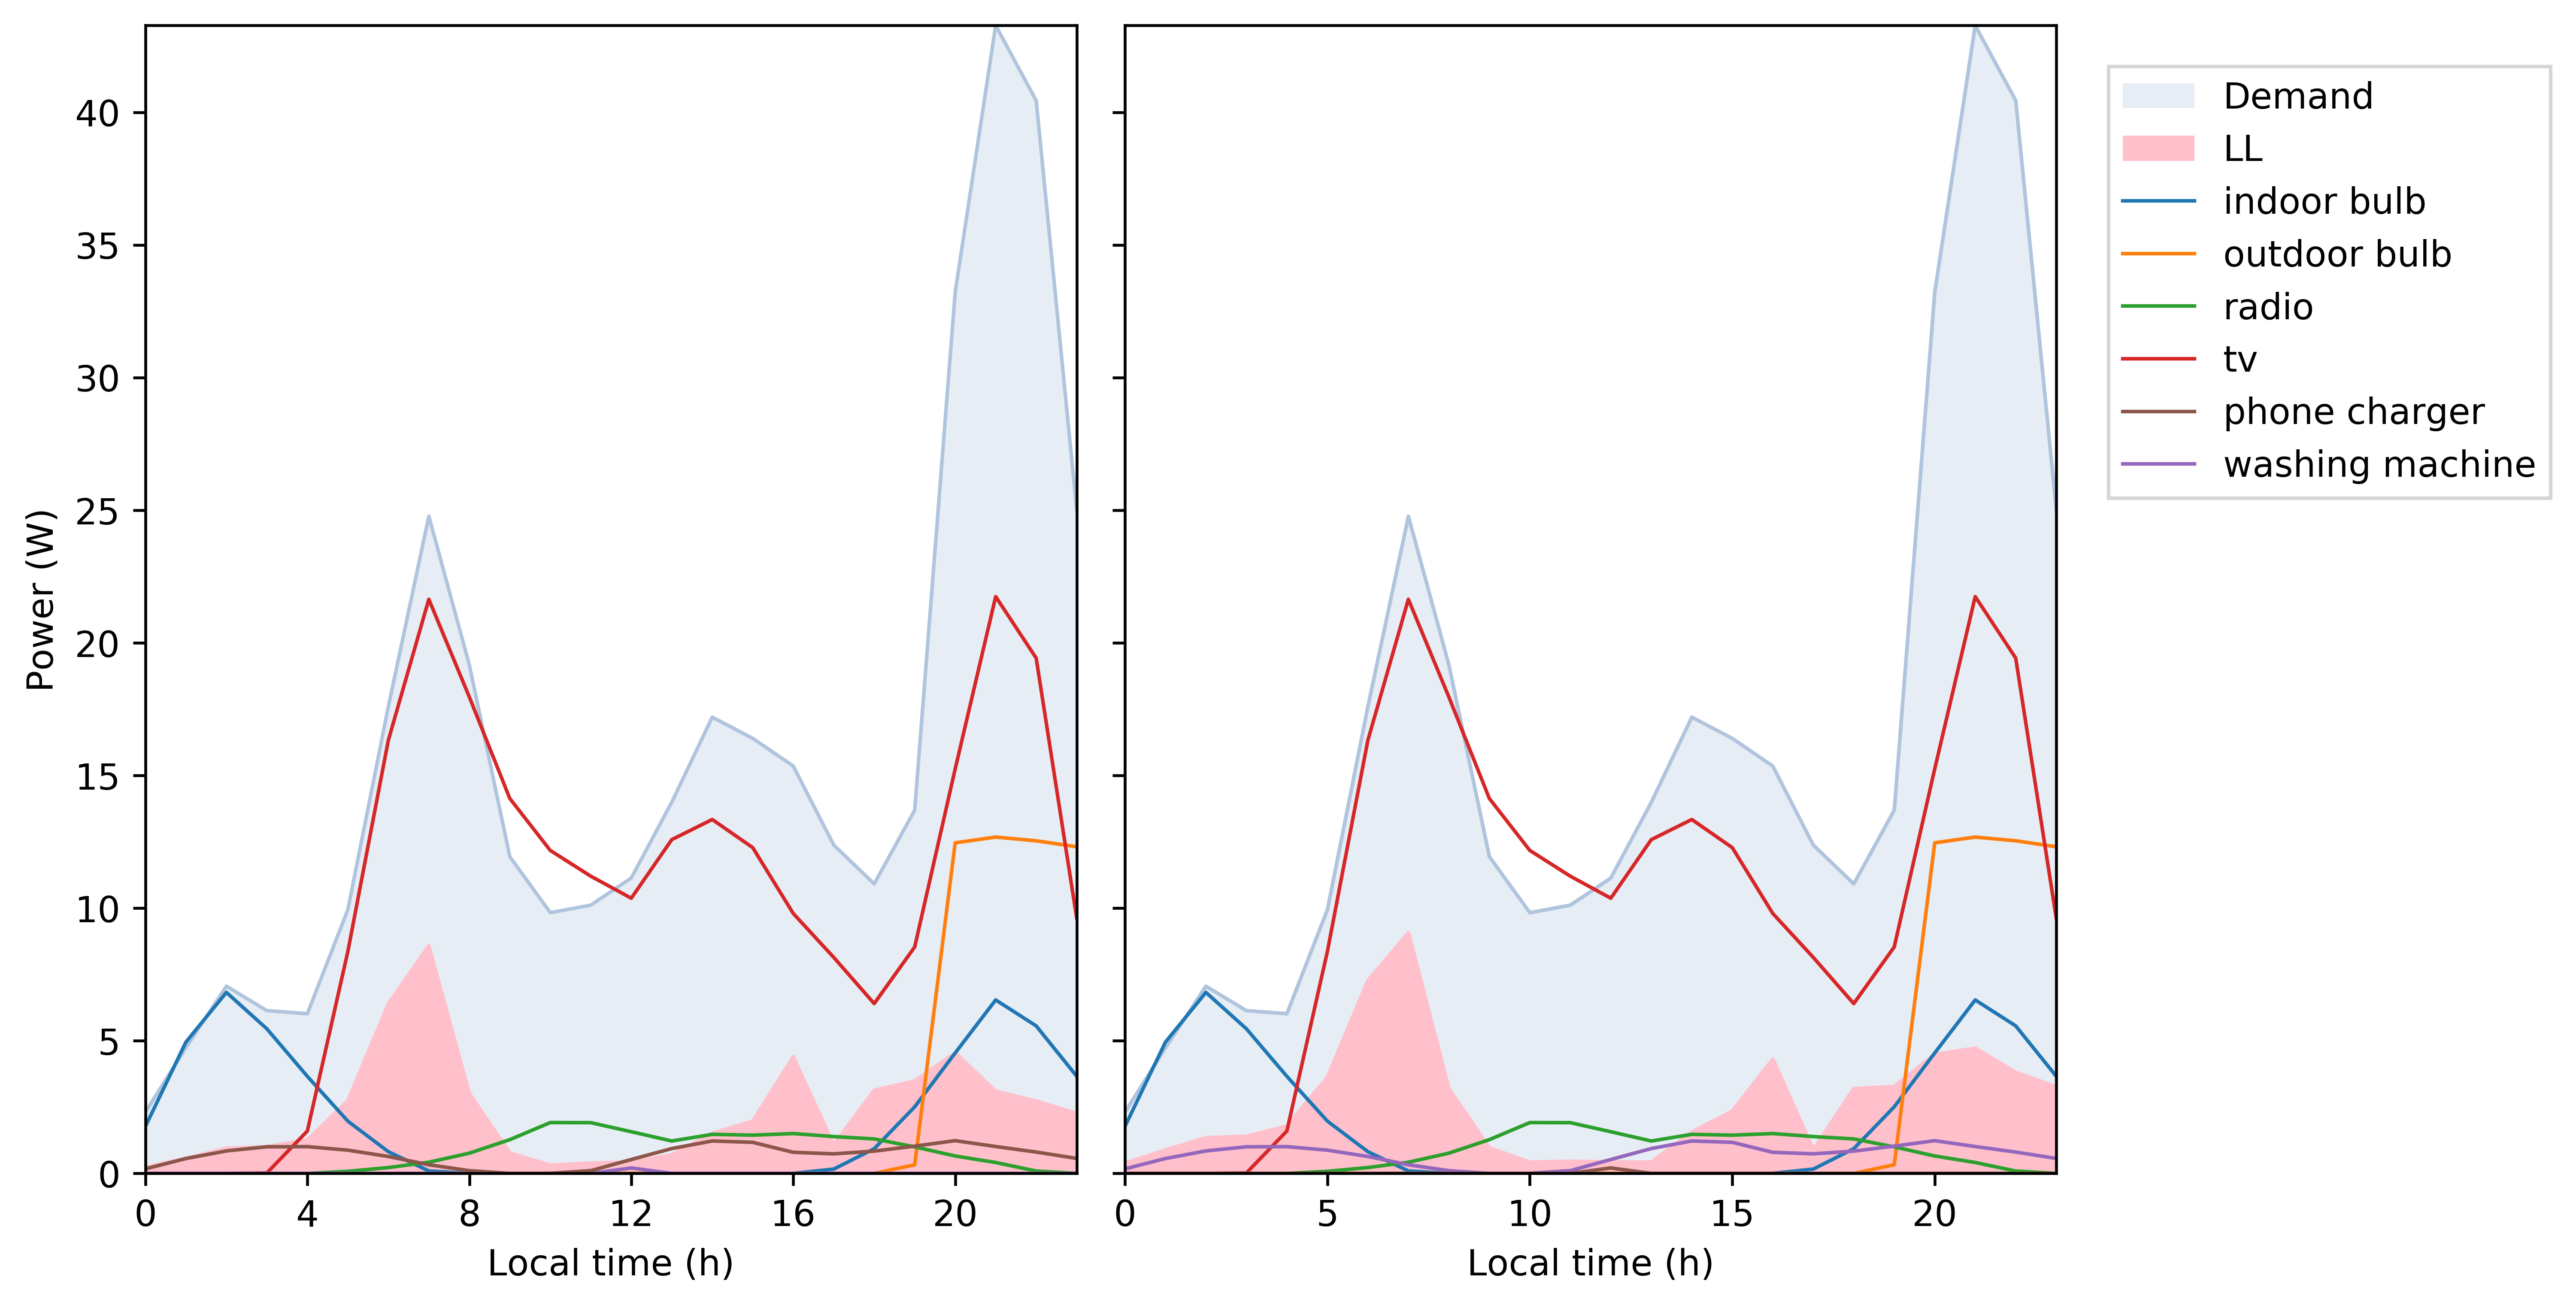 40
35
30
25
20
15
10
5
0
Power (W)
0 4 8 12 16 20
Local time (h)
0 5 10 15 20
Local time (h)
Demand
LL
indoor bulb
outdoor bulb
radio
tv
phone charger
washing machine